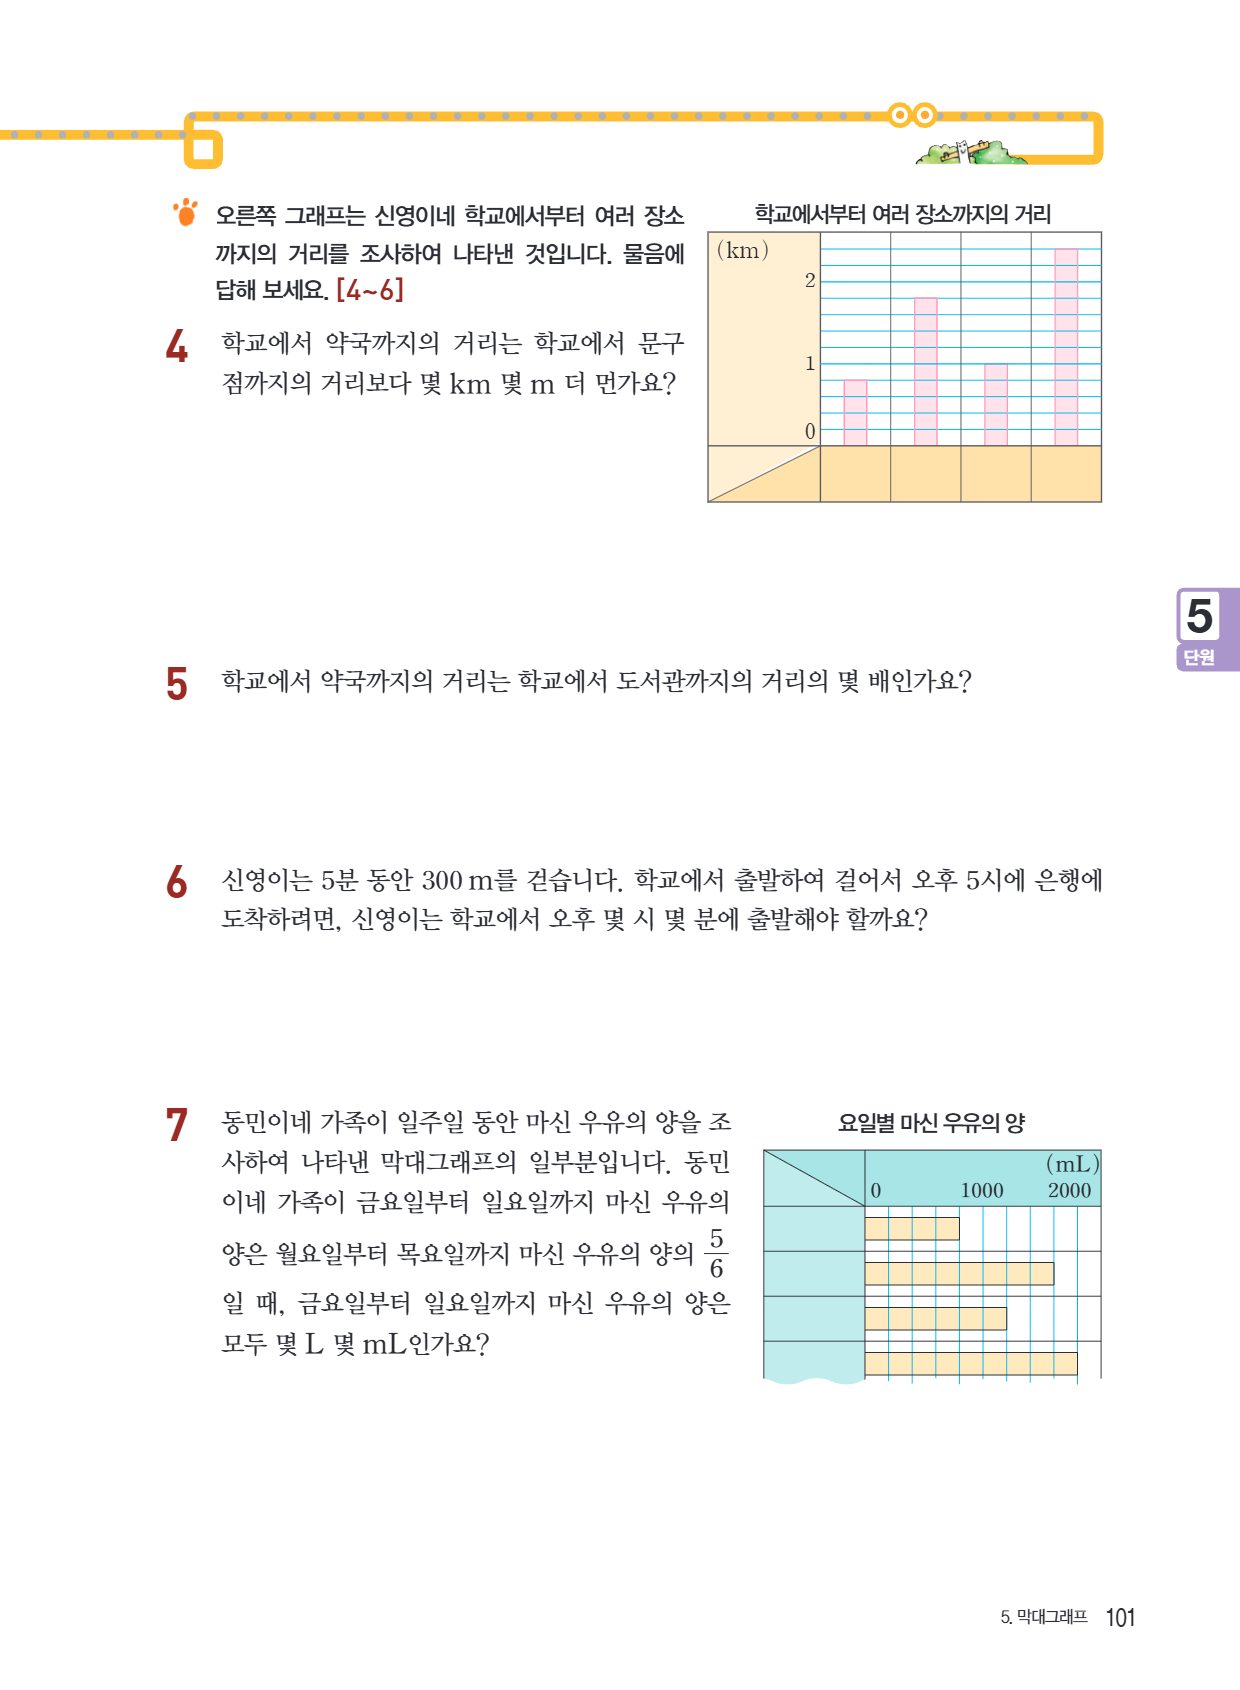 오른쪽 그래프는 신영이네 학교에서부터 여러 장소
까지의 거리를 조사하여 나타낸 것입니다. 물음에
답해 보세요. [4~6]
학교에서부터 여러 장소까지의 거리
(km)
2
1
0
4 학교에서 약국까지의 거리는 학교에서 문구
점까지의 거리보다 몇 km 몇 m 더 먼가요?
5
단원
5 학교에서 약국까지의 거리는 학교에서 도서관까지의 거리의 몇 배인가요?
6 신영이는 5분 동안 300 m를 걷습니다. 학교에서 출발하여 걸어서 오후 5시에 은행에
도착하려면, 신영이는 학교에서 오후 몇 시 몇 분에 출발해야 할까요?
7 동민이네 가족이 일주일 동안 마신 우유의 양을 조
사하여 나타낸 막대그래프의 일부분입니다. 동민
이네 가족이 금요일부터 일요일까지 마신 우유의
양은 월요일부터 목요일까지 마신 우유의 양의 5/6
일 때, 금요일부터 일요일까지 마신 우유의 양은
모두 몇 L 몇 mL인가요?
요일별 마신 우유의 양
(mL)
0 1000 2000
5. 막대그래프 101